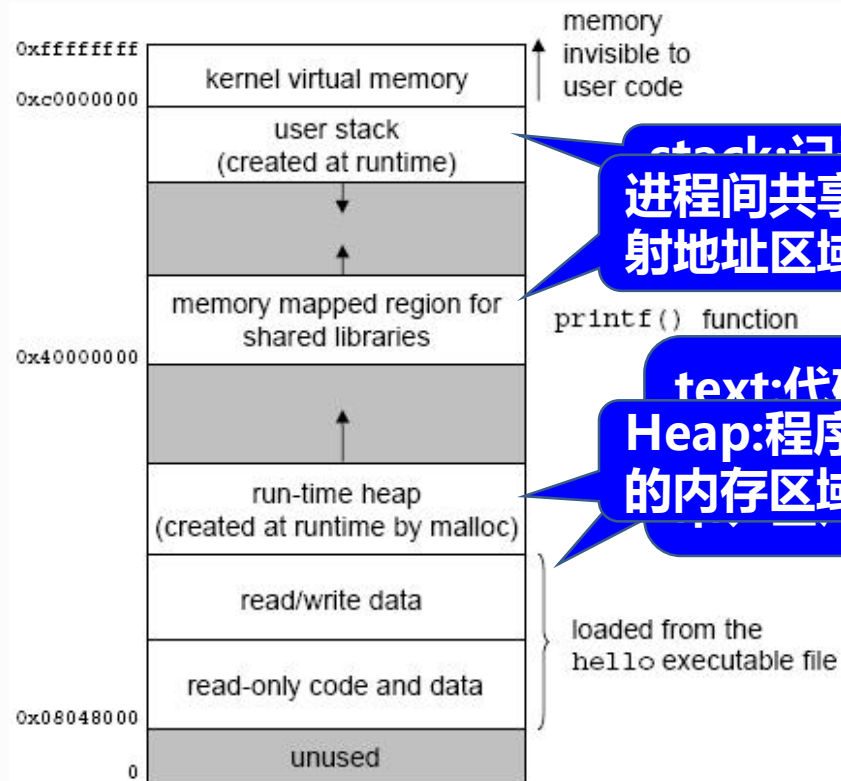 memory
invisible to
user code
0xffffffff
kernel virtual memory
0xc0000000
user stack
(created at runtime)
进程间共享
射地址区域
memory mapped region for
shared libraries
printf() function
0x40000000
text:代码
Heap:程序
的内存区域
run-time heap
(created at runtime by malloc)
read/write data
loaded from the
hello executable file
read-only code and data
0x08048000
unused
0